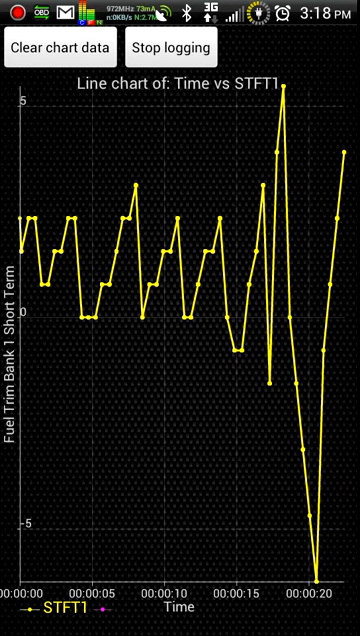 OBD 972MHz 73mA n:0KB/s N:2.7M 3G 3:18 PM
Clear chart data Stop logging
Line chart of: Time vs STFT1
5
0
-5
Fuel Trim Bank 1 Short Term
00:00:00 00:00:05 00:00:10 00:00:15 00:00:20
STFT1 Time